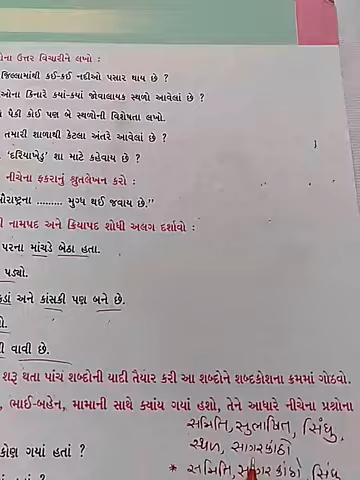 ોના ઉત્તર વિચારીને લખો :
જિલ્લામાંથી કઈ-કઈ નદીઓ પસાર થાય છે ?
ઓના કિનારે ક્યાં-ક્યાં જોવાલાયક સ્થળો આવેલાં છે ?
પૈકી કોઈ પણ બે સ્થળોની વિશેષતા લખો.
તમારી શાળાથી કેટલા અંતરે આવેલાં છે ?
'દરિયાખેડુ' શા માટે કહેવાય છે ?
નીચેના ફકરાનું શ્રુતલેખન કરો :
ૌરાષ્ટ્રના ......... મુગ્ધ થઈ જવાય છે."
ી નામપદ અને ક્રિયાપદ શોધી અલગ દર્શાવો :
પરના માંચડે બેઠા હતા.
પડ્યો.
કડાં અને કાંસકી પણ બને છે.
ી વાવી છે.
શરૂ થતા પાંચ શબ્દોની યાદી તૈયાર કરી આ શબ્દોને શબ્દકોશના ક્રમમાં ગોઠવો.
, ભાઈ-બહેન, મામાની સાથે ક્યાંય ગયાં હશો, તેને આધારે નીચેના પ્રશ્નોના
સમિતિ, સુભાષિત, સિંધુ,
સ્થળ, સાગરકાંઠો
કોણ ગયાં હતાં ?
* સમિતિ, સાગરકાંઠો, સિંધુ